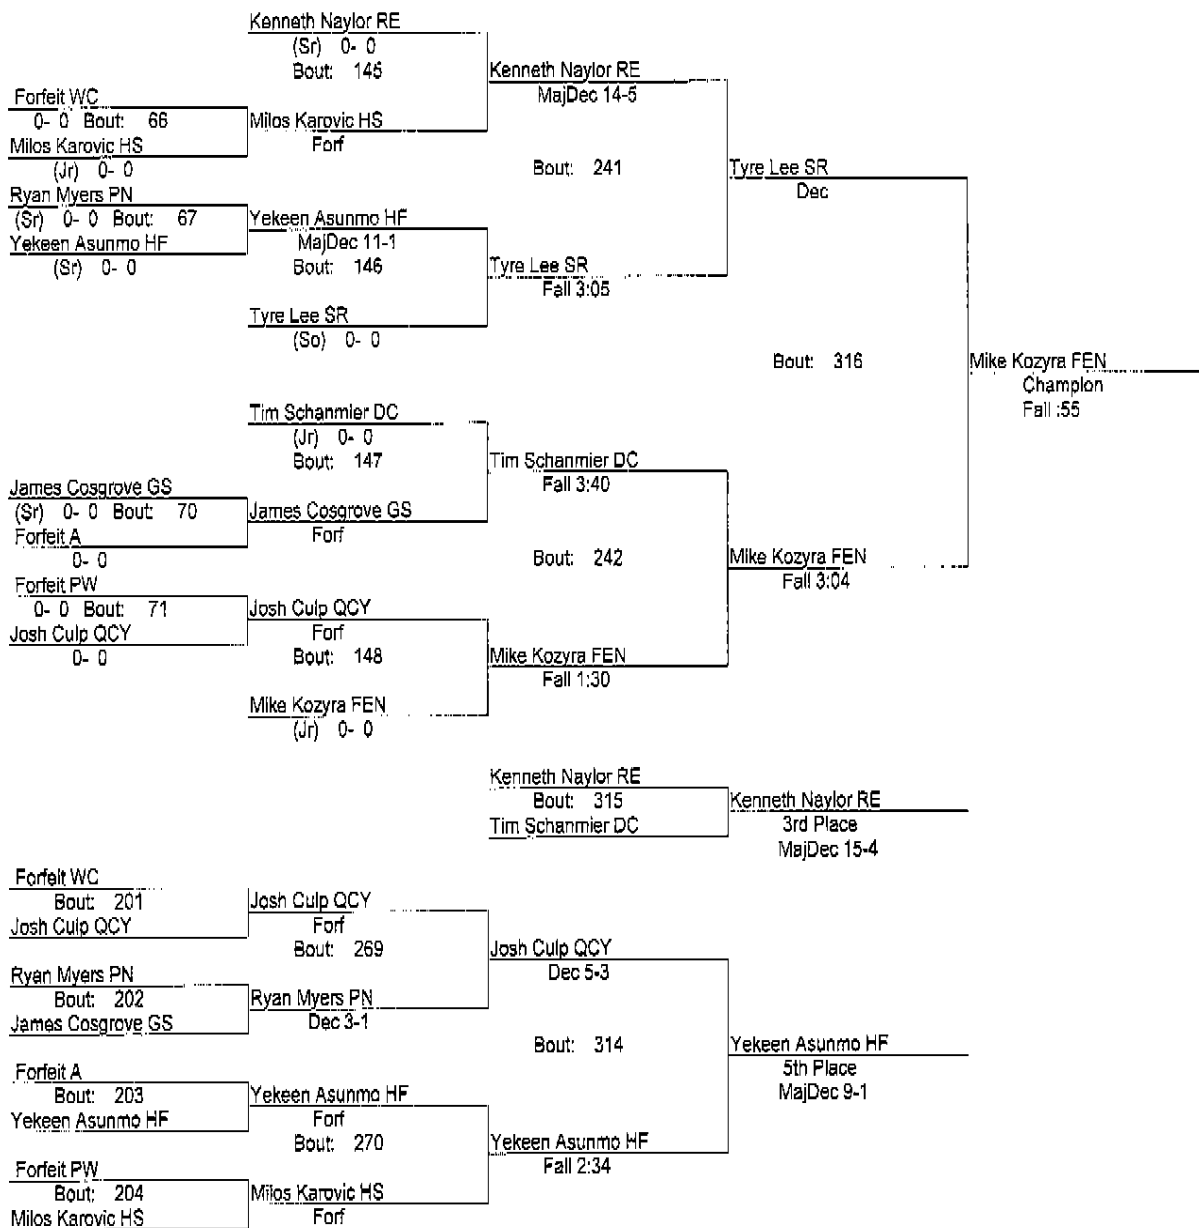 Kenneth Naylor RE
(Sr) 0- 0
Bout: 145
Kenneth Naylor RE
MajDec 14-5
Forfeit WC
0- 0 Bout: 66
Milos Karovic HS
Forf
Milos Karovic HS
(Jr) 0- 0
Bout: 241
Tyre Lee SR
Dec
Ryan Myers PN
(Sr) 0- 0 Bout: 67
Yekeen Asunmo HF
MajDec 11-1
Yekeen Asunmo HF
(Sr) 0- 0
Bout: 146
Tyre Lee SR
Fall 3:05
Tyre Lee SR
(So) 0- 0
Bout: 316
Mike Kozyra FEN
Champion
Fall :55
Tim Schanmier DC
(Jr) 0- 0
Bout: 147
Tim Schanmier DC
Fall 3:40
James Cosgrove GS
(Sr) 0- 0 Bout: 70
James Cosgrove GS
Forf
Forfeit A
0- 0
Bout: 242
Mike Kozyra FEN
Fall 3:04
Forfeit PW
0- 0 Bout: 71
Josh Culp QCY
Forf
Josh Culp QCY
0- 0
Bout: 148
Mike Kozyra FEN
Fall 1:30
Mike Kozyra FEN
(Jr) 0- 0
Kenneth Naylor RE
Bout: 315
Tim Schanmier DC
Kenneth Naylor RE
3rd Place
MajDec 15-4
Forfeit WC
Bout: 201
Josh Culp QCY
Josh Culp QCY
Forf
Bout: 269
Josh Culp QCY
Dec 5-3
Ryan Myers PN
Bout: 202
James Cosgrove GS
Ryan Myers PN
Dec 3-1
Bout: 314
Yekeen Asunmo HF
5th Place
MajDec 9-1
Forfeit A
Bout: 203
Yekeen Asunmo HF
Yekeen Asunmo HF
Forf
Bout: 270
Yekeen Asunmo HF
Fall 2:34
Forfeit PW
Bout: 204
Milos Karovic HS
Milos Karovic HS
Forf